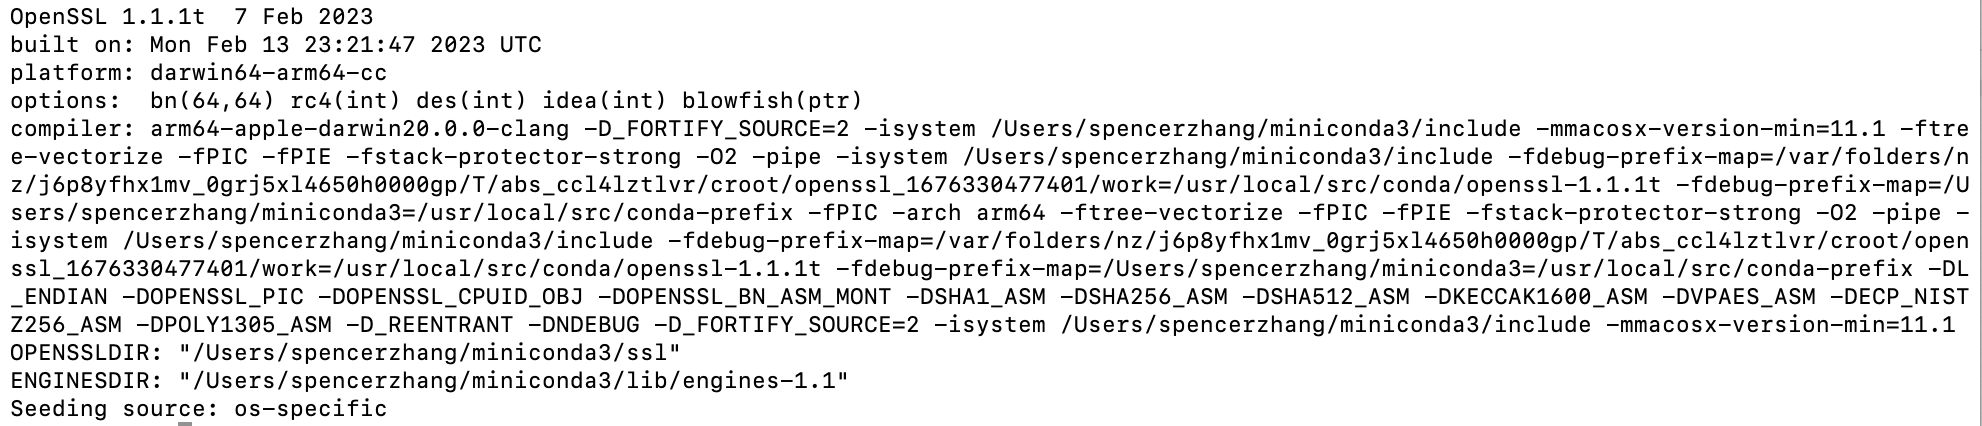 OpenSSL 1.1.1t  7 Feb 2023
built on: Mon Feb 13 23:21:47 2023 UTC
platform: darwin64-arm64-cc
options:  bn(64,64) rc4(int) des(int) idea(int) blowfish(ptr)
compiler: arm64-apple-darwin20.0.0-clang -D_FORTIFY_SOURCE=2 -isystem /Users/spencerzhang/miniconda3/include -mmacosx-version-min=11.1 -ftre
e-vectorize -fPIC -fPIE -fstack-protector-strong -O2 -pipe -isystem /Users/spencerzhang/miniconda3/include -fdebug-prefix-map=/var/folders/n
z/j6p8yfhx1mv_0grj5xl4650h0000gp/T/abs_ccl4lztlvr/croot/openssl_1676330477401/work=/usr/local/src/conda/openssl-1.1.1t -fdebug-prefix-map=/U
sers/spencerzhang/miniconda3=/usr/local/src/conda-prefix -fPIC -arch arm64 -ftree-vectorize -fPIC -fPIE -fstack-protector-strong -O2 -pipe -
isystem /Users/spencerzhang/miniconda3/include -fdebug-prefix-map=/var/folders/nz/j6p8yfhx1mv_0grj5xl4650h0000gp/T/abs_ccl4lztlvr/croot/open
ssl_1676330477401/work=/usr/local/src/conda/openssl-1.1.1t -fdebug-prefix-map=/Users/spencerzhang/miniconda3=/usr/local/src/conda-prefix -DL
_ENDIAN -DOPENSSL_PIC -DOPENSSL_CPUID_OBJ -DOPENSSL_BN_ASM_MONT -DSHA1_ASM -DSHA256_ASM -DSHA512_ASM -DKECCAK1600_ASM -DVPAES_ASM -DECP_NIST
Z256_ASM -DPOLY1305_ASM -D_REENTRANT -DNDEBUG -D_FORTIFY_SOURCE=2 -isystem /Users/spencerzhang/miniconda3/include -mmacosx-version-min=11.1
OPENSSLDIR: "/Users/spencerzhang/miniconda3/ssl"
ENGINESDIR: "/Users/spencerzhang/miniconda3/lib/engines-1.1"
Seeding source: os-specific